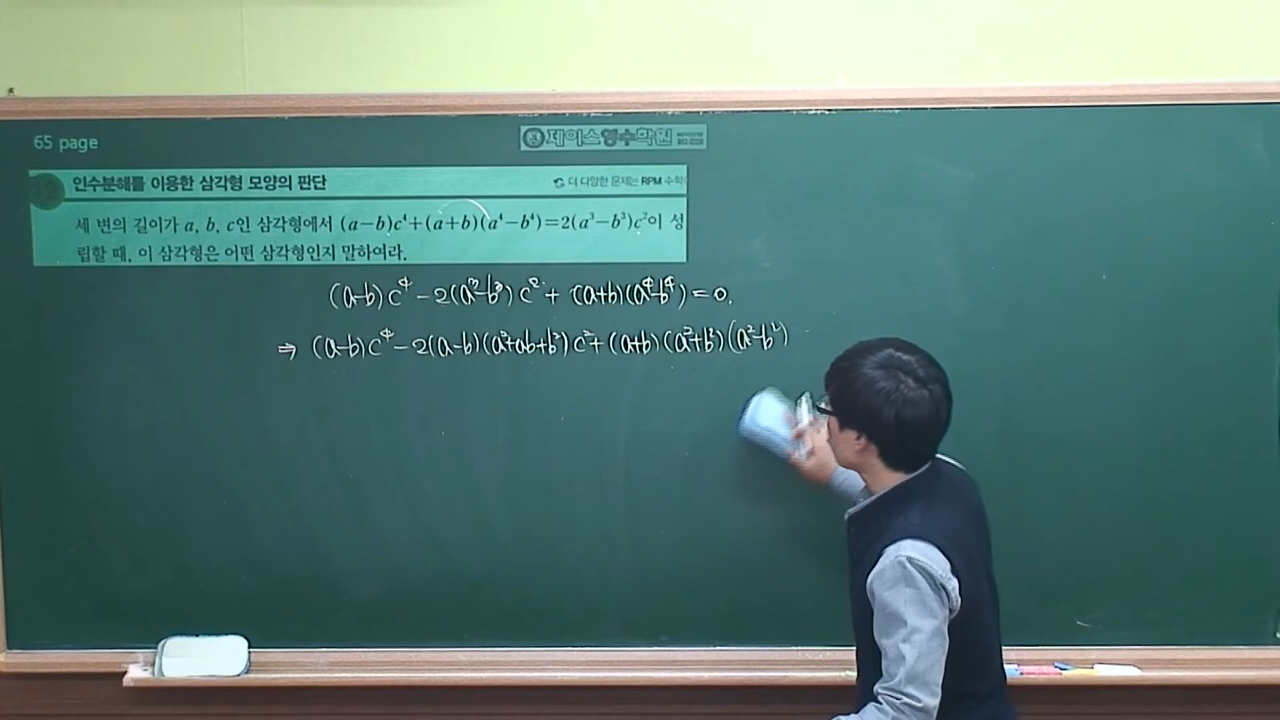 65 page
제이스영수학원
인수분해를 이용한 삼각형 모양의 판단
더 다양한 문제는 RPM 수학
세 변의 길이가 a, b, c인 삼각형에서 (a−b)c⁴+(a+b)(a⁴−b⁴)=2(a³−b³)c²이 성
립할 때, 이 삼각형은 어떤 삼각형인지 말하여라.
(a-b)c⁴-2(a³-b³)c²+(a+b)(a⁴-b⁴)=0.
⇒ (a-b)c⁴-2(a-b)(a²+ab+b²)c²+(a+b)(a²+b²)(a²-b²)